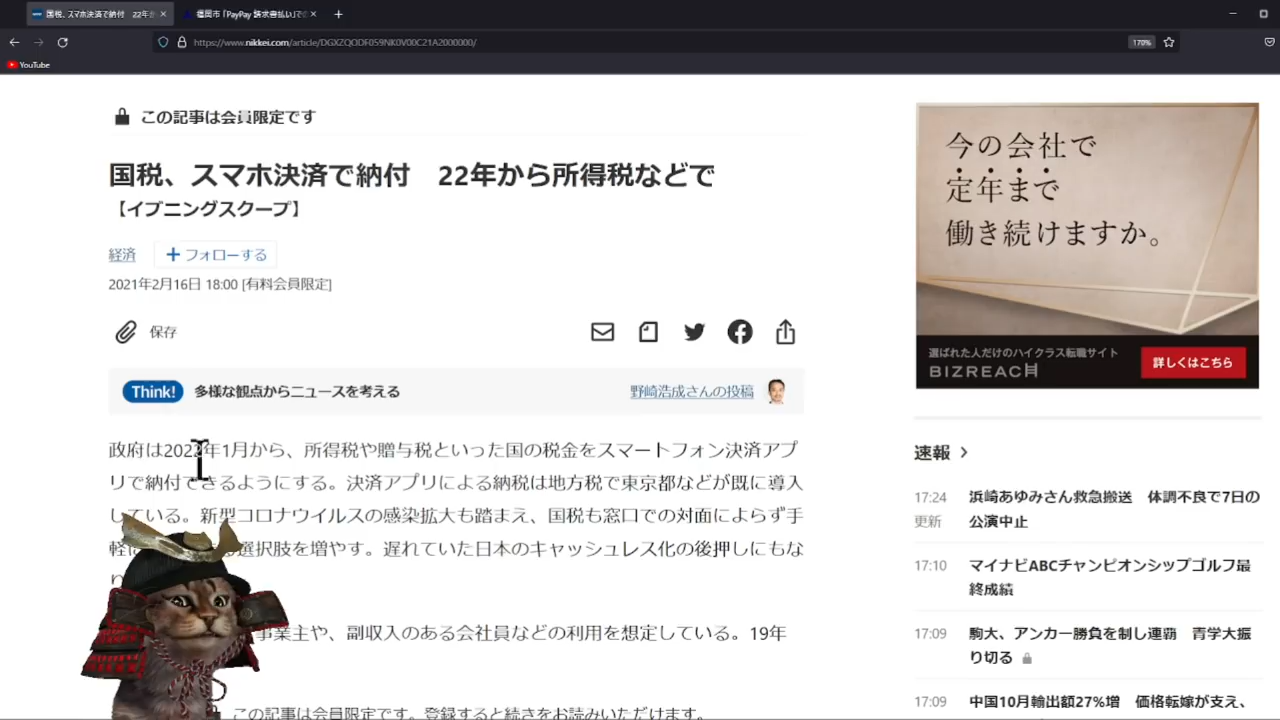 国税、スマホ決済で納付 22年か
福岡市「PayPay 請求書払い」で
https://www.nikkei.com/article/DGXZQODF059NK0V00C21A2000000/
170%
YouTube
この記事は会員限定です
国税、スマホ決済で納付 22年から所得税などで
【イブニングスクープ】
経済
フォローする
2021年2月16日 18:00 [有料会員限定]
保存
Think! 多様な観点からニュースを考える
野崎浩成さんの投稿
政府は2022年1月から、所得税や贈与税といった国の税金をスマートフォン決済アプ
リで納付できるようにする。決済アプリによる納税は地方税で東京都などが既に導入
している。新型コロナウイルスの感染拡大も踏まえ、国税も窓口での対面によらず手
軽に
選択肢を増やす。遅れていた日本のキャッシュレス化の後押しにもな
り
事業主や、副収入のある会社員などの利用を想定している。19年
この記事は会員限定です。登録すると続きをお読みいただけます。
今の会社で
定年まで
働き続けますか。
選ばれた人だけのハイクラス転職サイト
BIZREACH
詳しくはこちら
速報
17:24
更新
浜崎あゆみさん救急搬送 体調不良で7日の
公演中止
17:10
マイナビABCチャンピオンシップゴルフ最
終成績
17:09
駒大、アンカー勝負を制し連覇 青学大振
り切る
17:09
中国10月輸出額27%増 価格転嫁が支え、